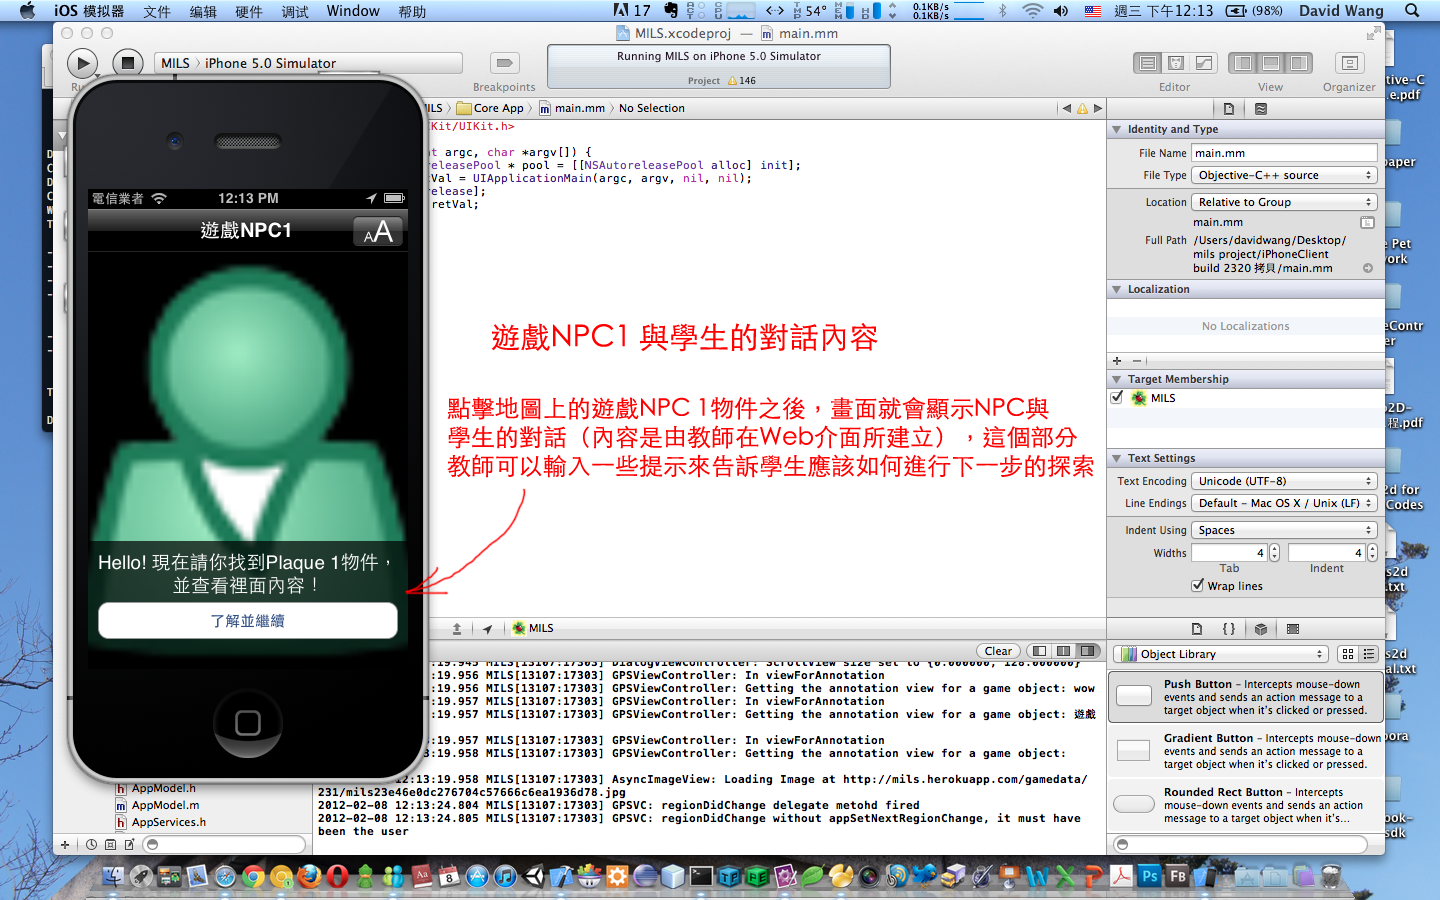 iOS 模拟器 文件 编辑 硬件 调试 Window 帮助 17 54° 0.1KB/s 0.1KB/s 週三 下午12:13 (98%) David Wang
MILS.xcodeproj — main.mm
MILS iPhone 5.0 Simulator
Running MILS on iPhone 5.0 Simulator
Project 146
Breakpoints
Editor View Organizer
Core App main.mm No Selection
Kit/UIKit.h>
t argc, char *argv[]) {
releasePool * pool = [[NSAutoreleasePool alloc] init];
tVal = UIApplicationMain(argc, argv, nil, nil);
release];
retVal;
電信業者 12:13 PM
遊戲NPC1 AA
Hello! 現在請你找到Plaque 1物件，
並查看裡面內容！
了解並繼續
遊戲NPC1 與學生的對話內容
點擊地圖上的遊戲NPC 1物件之後，畫面就會顯示NPC與
學生的對話（內容是由教師在Web介面所建立），這個部分
教師可以輸入一些提示來告訴學生應該如何進行下一步的探索
MILS
Clear
:19.945 MILS[13107:17303] DialogViewController: ScrollView size set to {0.000000, 128.000000}
:19.956 MILS[13107:17303] GPSViewController: In viewForAnnotation
:19.956 MILS[13107:17303] GPSViewController: Getting the annotation view for a game object: wow
:19.957 MILS[13107:17303] GPSViewController: In viewForAnnotation
:19.957 MILS[13107:17303] GPSViewController: Getting the annotation view for a game object: 遊戲
:19.957 MILS[13107:17303] GPSViewController: In viewForAnnotation
:19.958 MILS[13107:17303] GPSViewController: Getting the annotation view for a game object:
12:13:19.958 MILS[13107:17303] AsyncImageView: Loading Image at http://mils.herokuapp.com/gamedata/
231/mils23e46e0dc276704c57666c6ea1936d78.jpg
2012-02-08 12:13:24.804 MILS[13107:17303] GPSVC: regionDidChange delegate metohd fired
2012-02-08 12:13:24.805 MILS[13107:17303] GPSVC: regionDidChange without appSetNextRegionChange, it must have
been the user
AppModel.h
AppModel.m
AppServices.h
Identity and Type
File Name main.mm
File Type Objective-C++ source
Location Relative to Group
main.mm
Full Path /Users/davidwang/Desktop/
mils project/iPhoneClient
build 2320 拷貝/main.mm
Localization
No Localizations
Target Membership
MILS
Text Settings
Text Encoding Unicode (UTF-8)
Line Endings Default - Mac OS X / Unix (LF)
Indent Using Spaces
Widths 4 4
Tab Indent
Wrap lines
Object Library
Push Button - Intercepts mouse-down
events and sends an action message to a
target object when it's clicked or pressed.
Gradient Button - Intercepts mouse-down
events and sends an action message to a
target object when it's clicked or pressed.
Rounded Rect Button - Intercepts
mouse-down events and sends an action
message to a target object when it's...